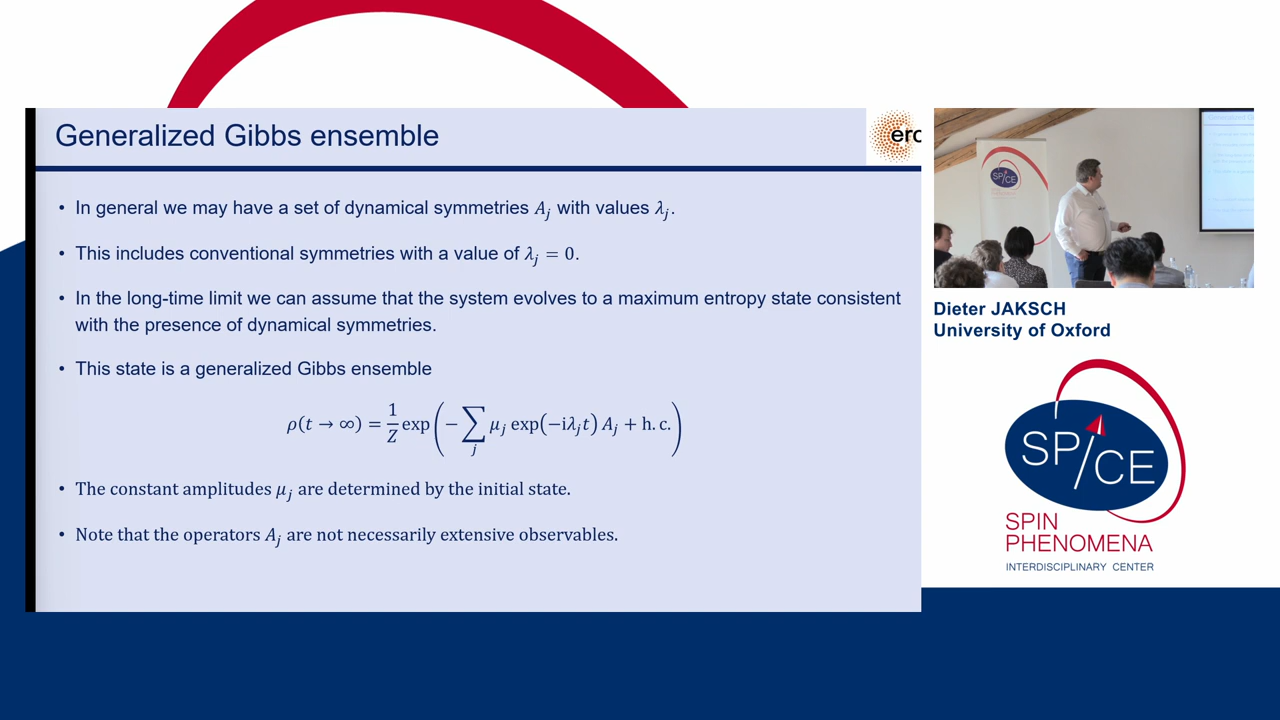 Generalized Gibbs ensemble
erc
• In general we may have a set of dynamical symmetries A_j with values λ_j.
• This includes conventional symmetries with a value of λ_j = 0.
• In the long-time limit we can assume that the system evolves to a maximum entropy state consistent
with the presence of dynamical symmetries.
• This state is a generalized Gibbs ensemble
ρ(t → ∞) = 1/Z exp(− ∑_j μ_j exp(−iλ_j t) A_j + h.c.)
• The constant amplitudes μ_j are determined by the initial state.
• Note that the operators A_j are not necessarily extensive observables.
SP/CE
Dieter JAKSCH
University of Oxford
SP/CE
SPIN
PHENOMENA
INTERDISCIPLINARY CENTER